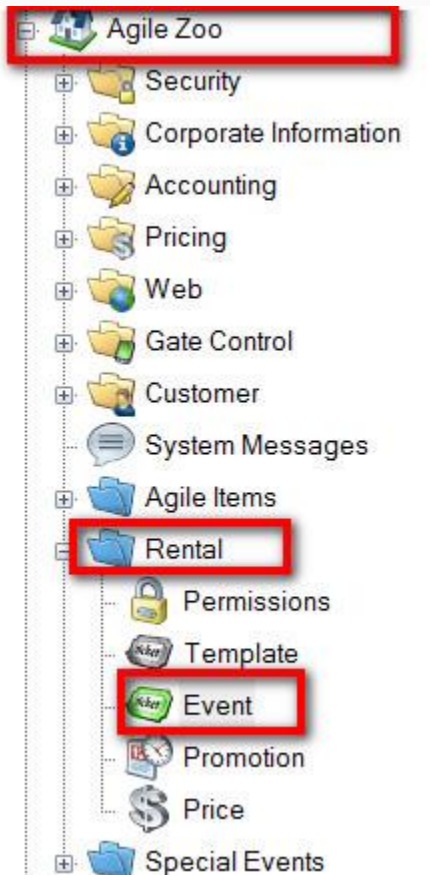 Agile Zoo
Security
Corporate Information
Accounting
Pricing
Web
Gate Control
Customer
System Messages
Agile Items
Rental
Permissions
Template
Event
Promotion
Price
Special Events